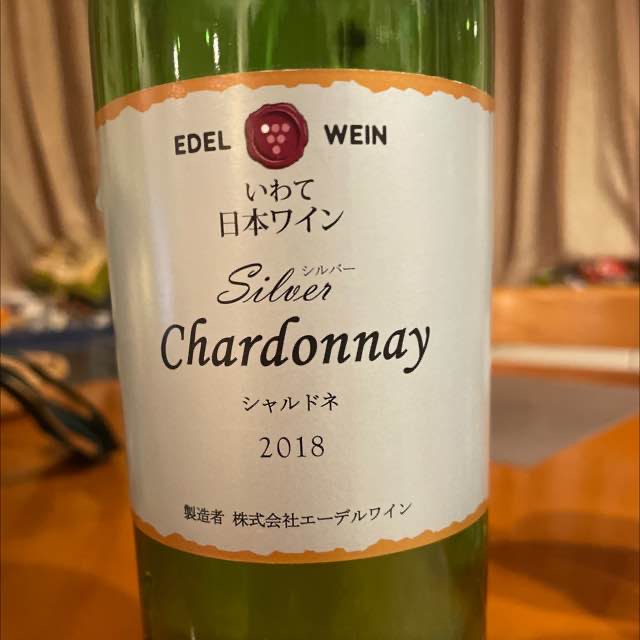 EDEL WEIN
いわて
日本ワイン
シルバー
Silver
Chardonnay
シャルドネ
2018
製造者 株式会社エーデルワイン